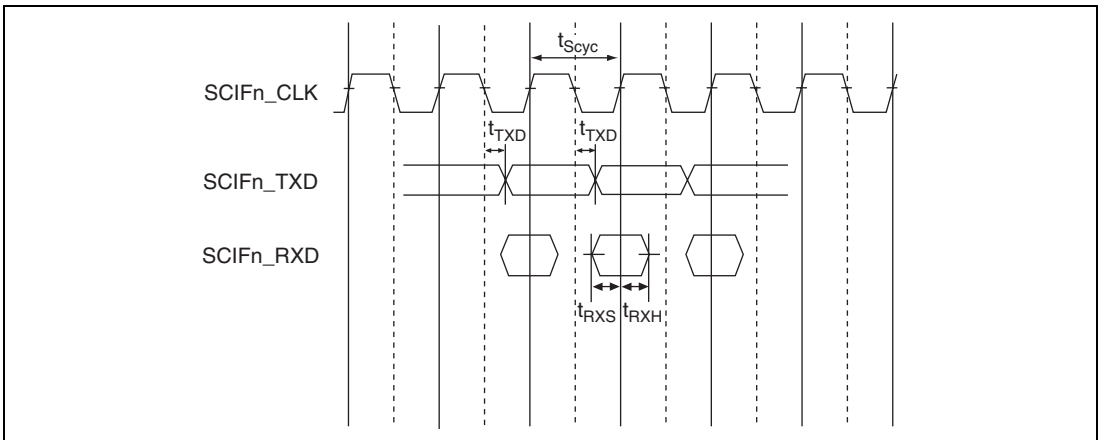 tScyc
SCIFn_CLK
tTXD tTXD
SCIFn_TXD
SCIFn_RXD
tRXS tRXH